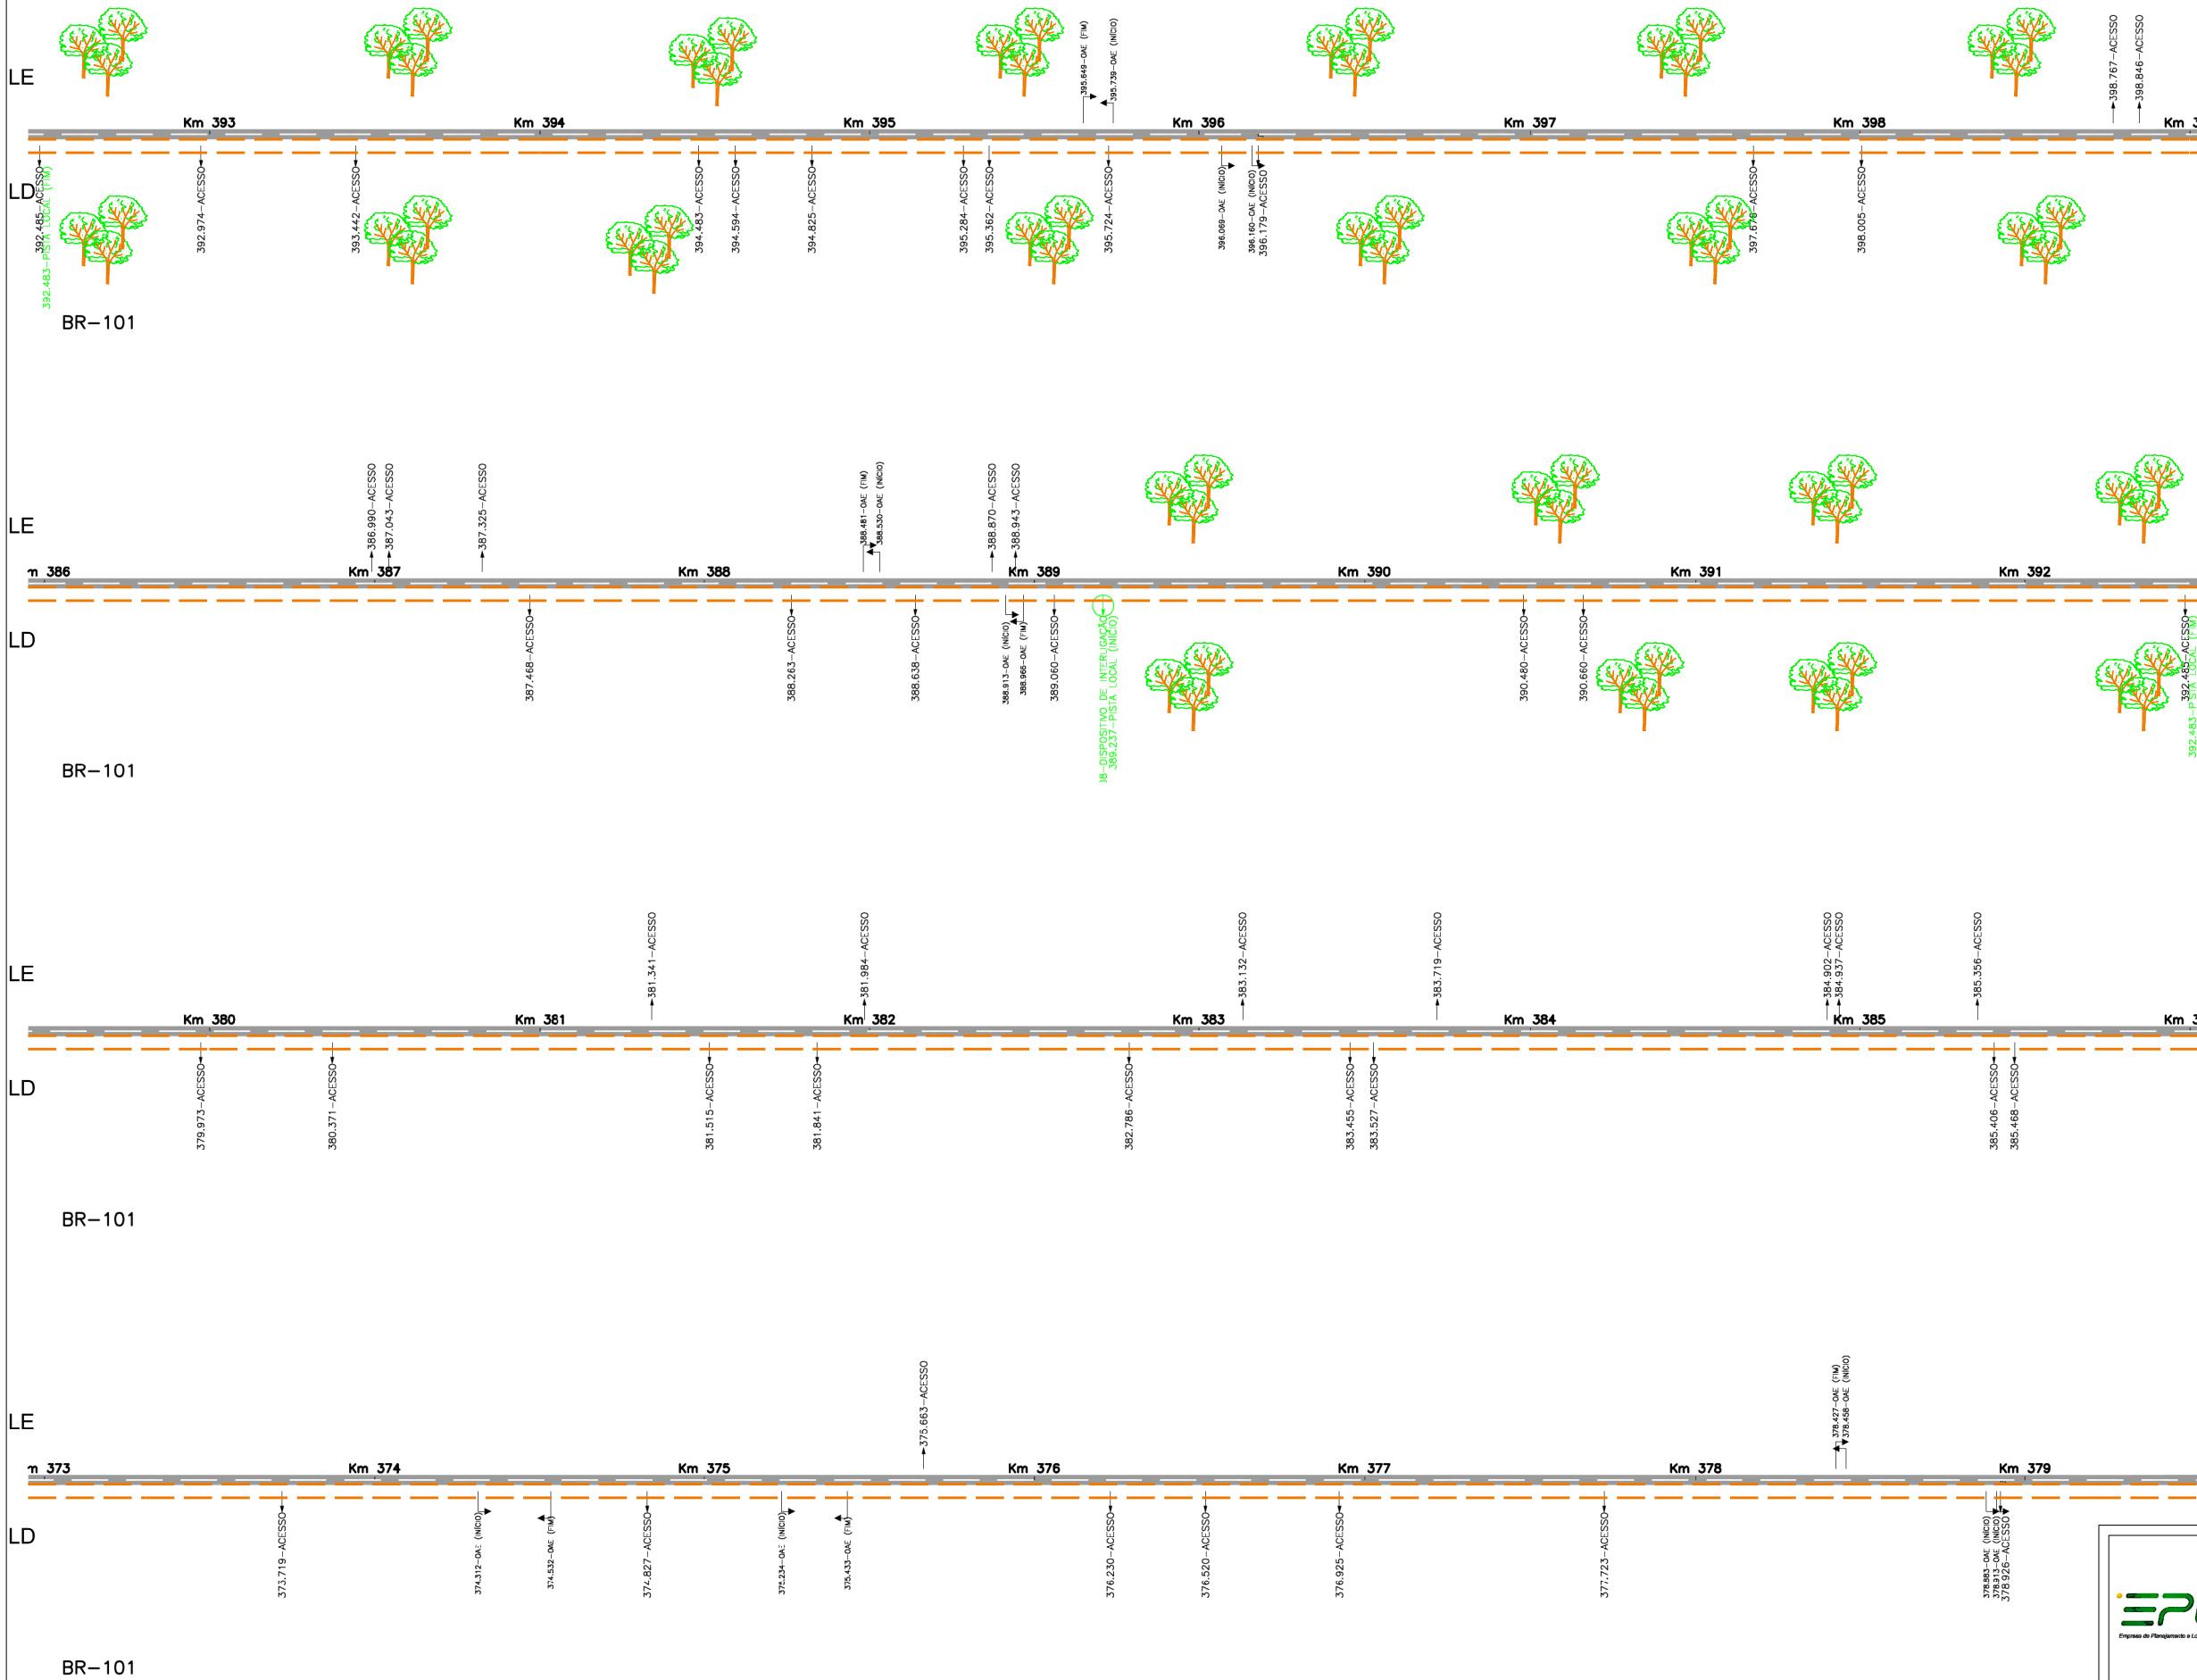 395.649-OAE (FIM)
395.739-OAE (INÍCIO)
398.767-ACESSO
398.846-ACESSO
LE
Km 393
Km 394
Km 395
Km 396
Km 397
Km 398
Km
LD
392.485-ACESSO
392.483-PISTA LOCAL (FIM)
392.974-ACESSO
393.442-ACESSO
394.483-ACESSO
394.594-ACESSO
394.825-ACESSO
395.284-ACESSO
395.362-ACESSO
395.724-ACESSO
396.069-OAE (INÍCIO)
396.160-OAE (INÍCIO)
396.179-ACESSO
397.678-ACESSO
398.005-ACESSO
BR-101
386.990-ACESSO
387.043-ACESSO
387.325-ACESSO
388.481-OAE (FIM)
388.530-OAE (INÍCIO)
388.870-ACESSO
388.943-ACESSO
LE
m 386
Km 387
Km 388
Km 389
Km 390
Km 391
Km 392
LD
387.468-ACESSO
388.263-ACESSO
388.638-ACESSO
388.913-OAE (INÍCIO)
388.966-OAE (FIM)
389.060-ACESSO
08-DISPOSITIVO DE INTERLIGAÇÃO
389.237-PISTA LOCAL (INÍCIO)
390.480-ACESSO
390.660-ACESSO
392.485-ACESSO
392.483-PISTA LOCAL (FIM)
BR-101
381.341-ACESSO
381.984-ACESSO
383.132-ACESSO
383.719-ACESSO
384.902-ACESSO
384.937-ACESSO
385.356-ACESSO
LE
Km 380
Km 381
Km 382
Km 383
Km 384
Km 385
Km
LD
379.973-ACESSO
380.371-ACESSO
381.515-ACESSO
381.841-ACESSO
382.786-ACESSO
383.455-ACESSO
383.527-ACESSO
385.406-ACESSO
385.468-ACESSO
BR-101
375.663-ACESSO
378.427-OAE (FIM)
378.458-OAE (INÍCIO)
LE
m 373
Km 374
Km 375
Km 376
Km 377
Km 378
Km 379
LD
373.719-ACESSO
374.312-OAE (INÍCIO)
374.532-OAE (FIM)
374.827-ACESSO
375.234-OAE (INÍCIO)
375.433-OAE (FIM)
376.230-ACESSO
376.520-ACESSO
376.925-ACESSO
377.723-ACESSO
378.883-OAE (INÍCIO)
378.913-OAE (INÍCIO)
378.926-ACESSO
EP
Empresa de Planejamento e Lo
BR-101